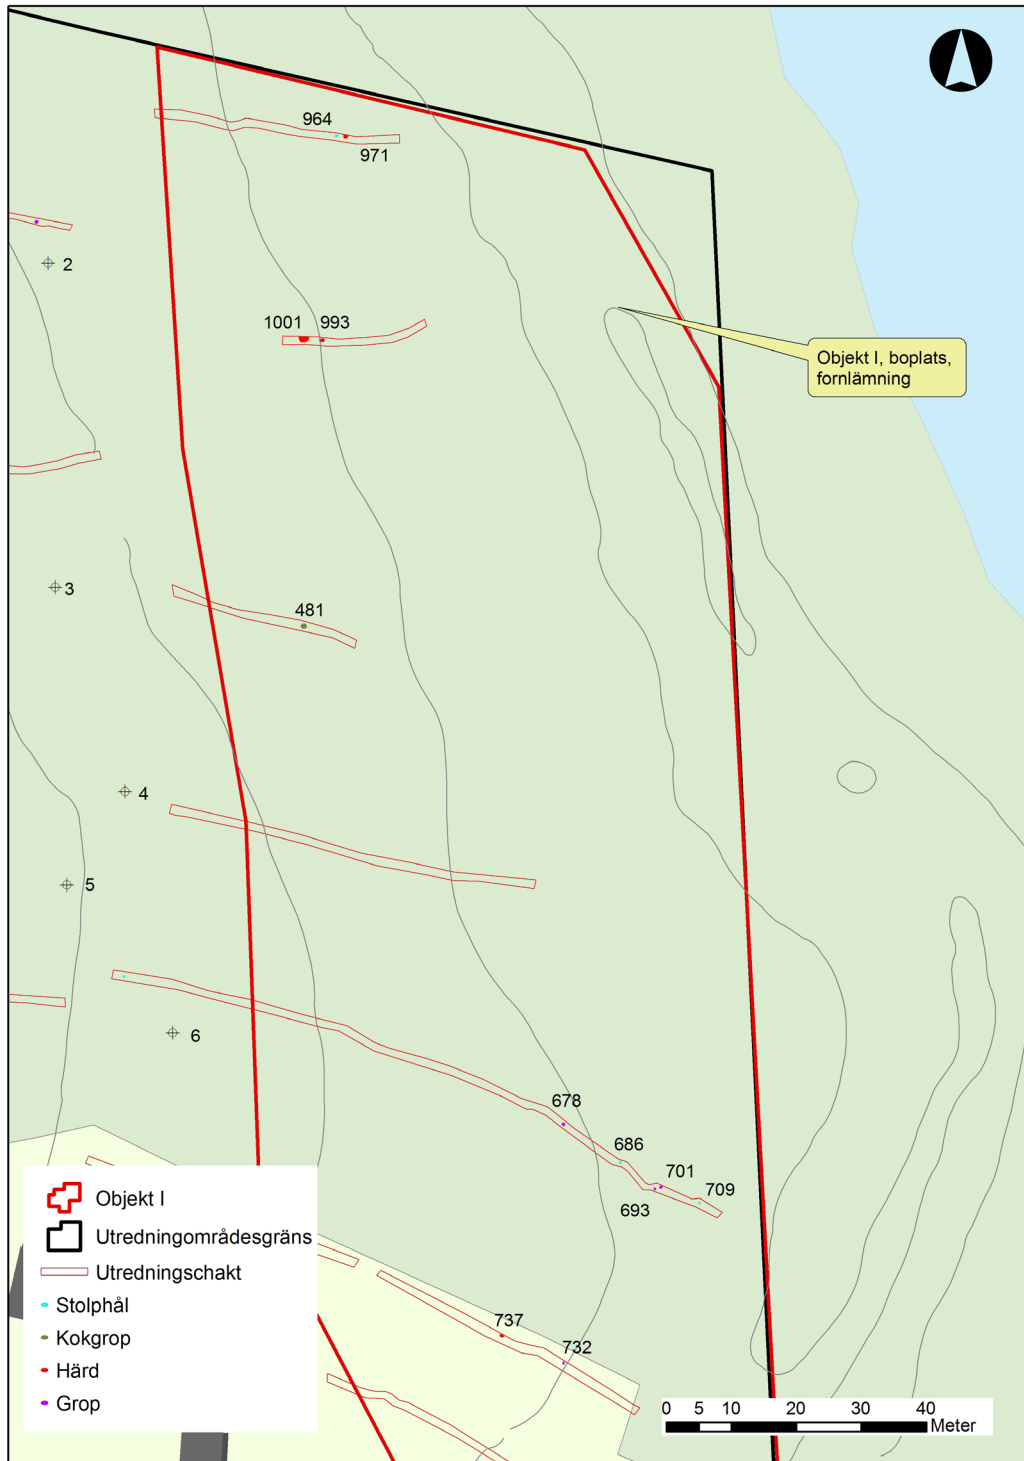 964
971
2
1001 993
Objekt I, boplats,
fornlämning
3
481
4
5
6
678
686
701
709
693
737
732
Objekt I
Utredningområdesgräns
Utredningschakt
Stolphål
Kokgrop
Härd
Grop
0 5 10 20 30 40
Meter